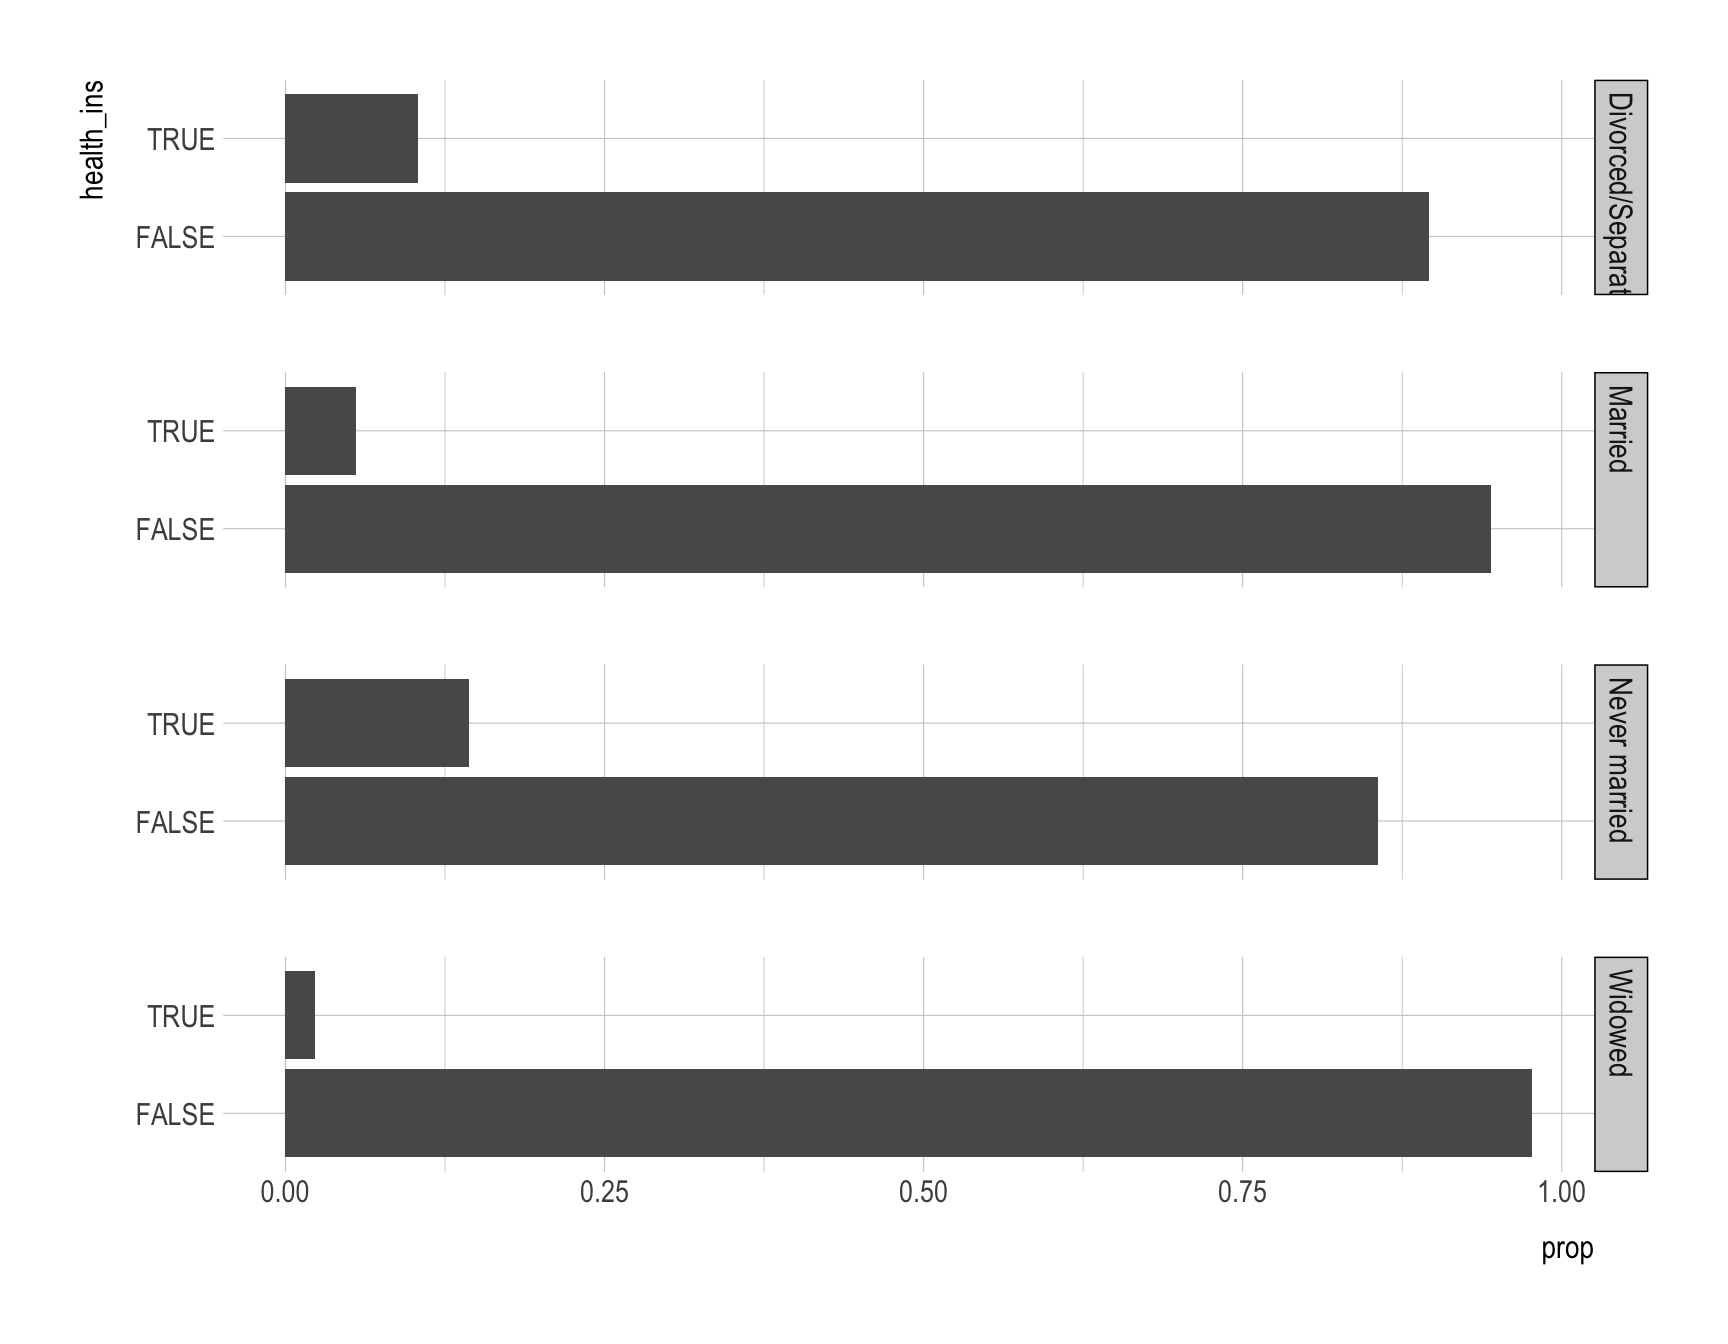 health_ins
TRUE
FALSE
Divorced/Separat
TRUE
FALSE
Married
TRUE
FALSE
Never married
TRUE
FALSE
Widowed
0.00 0.25 0.50 0.75 1.00
prop